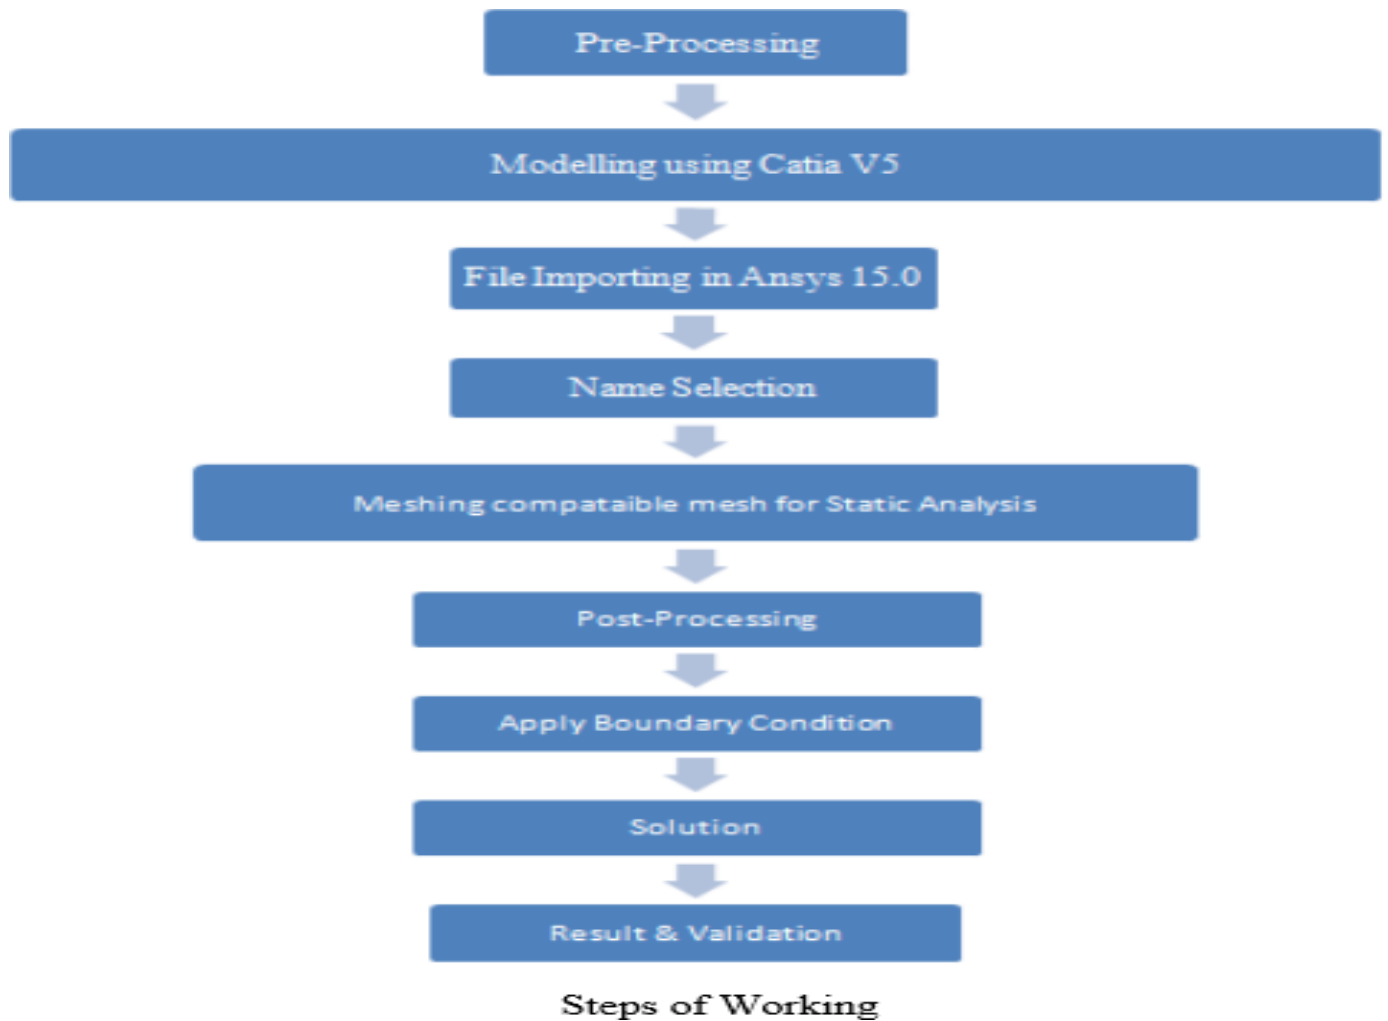 Pre-Processing
Modelling using Catia V5
File Importing in Ansys 15.0
Name Selection
Meshing compataible mesh for Static Analysis
Post-Processing
Apply Boundary Condition
Solution
Result & Validation
Steps of Working